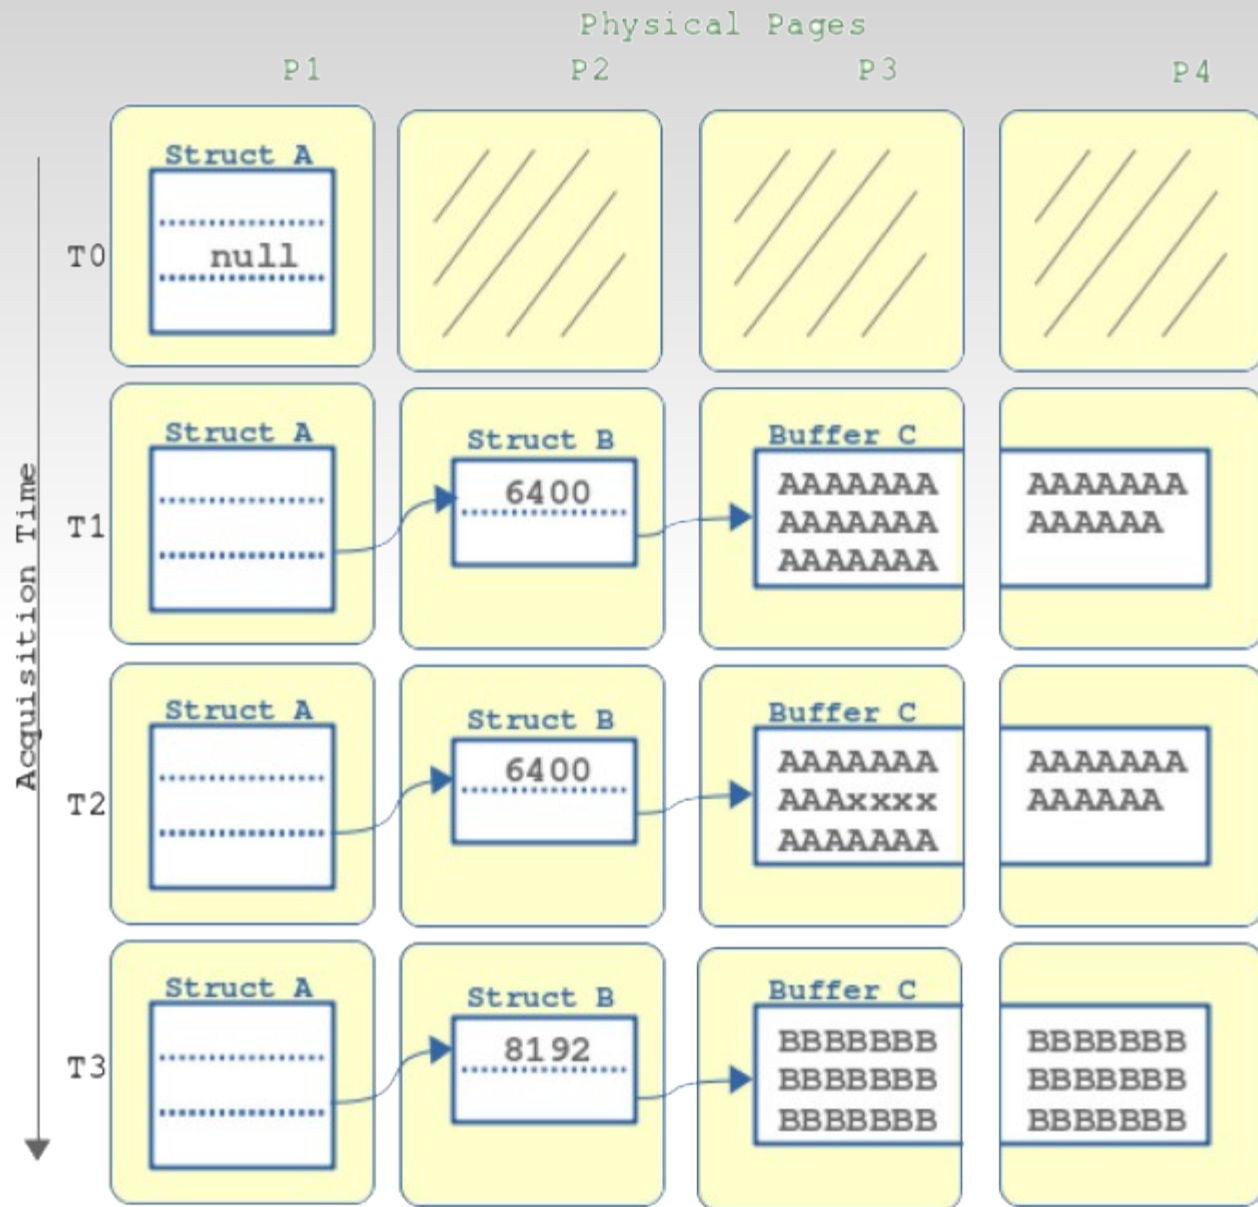 Physical Pages
P1 P2 P3 P4
Acquisition Time
T0
Struct A
null
T1
Struct A
Struct B
6400
Buffer C
AAAAAAA AAAAAAA
AAAAAAA AAAAAA
AAAAAAA
T2
Struct A
Struct B
6400
Buffer C
AAAAAAA AAAAAAA
AAAxxxx AAAAAA
AAAAAAA
T3
Struct A
Struct B
8192
Buffer C
BBBBBBB BBBBBBB
BBBBBBB BBBBBBB
BBBBBBB BBBBBBB